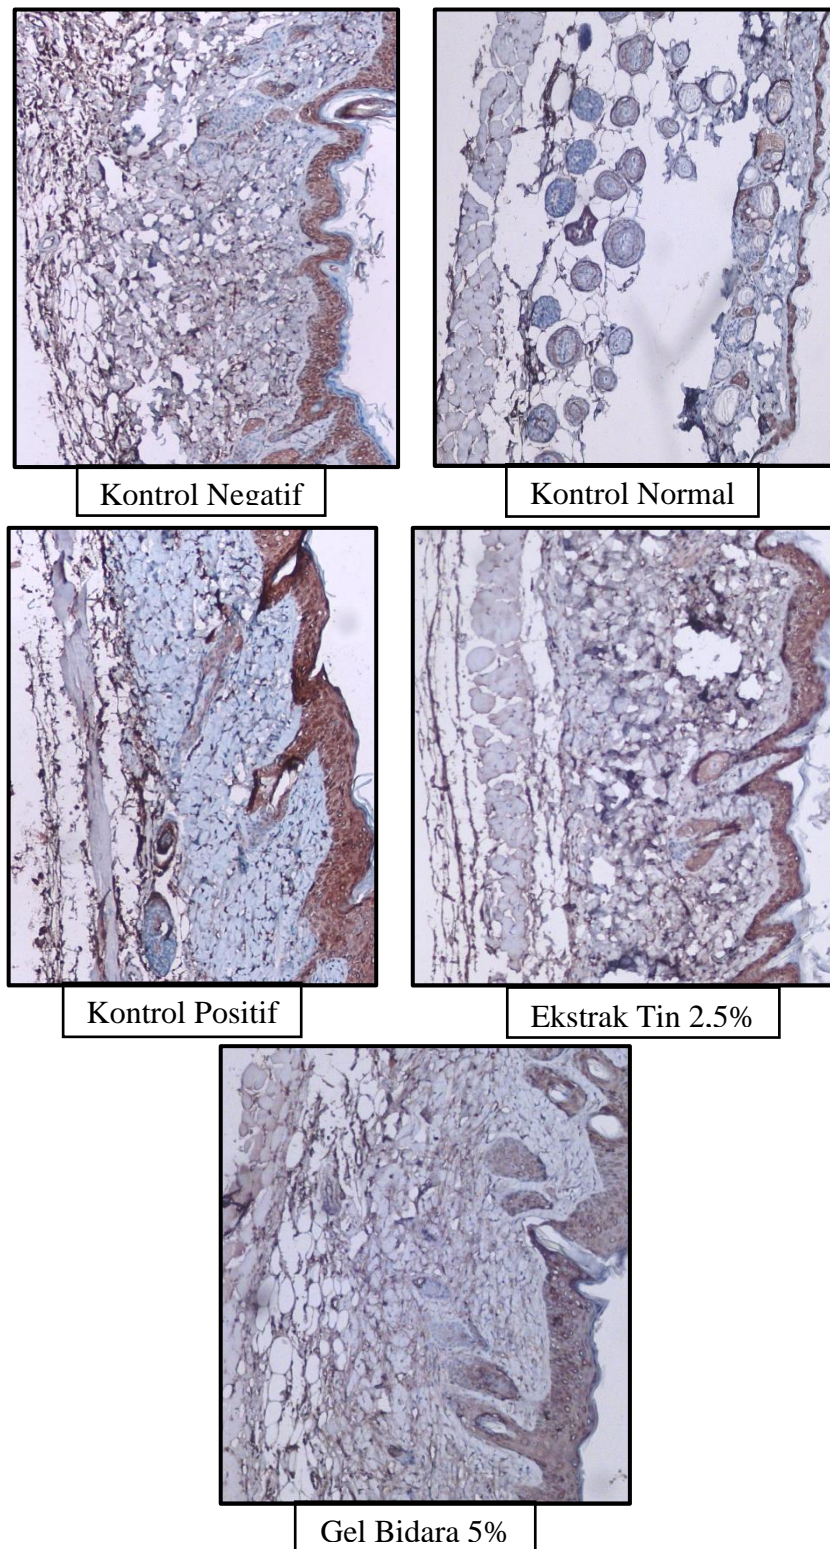 Kontrol Negatif
Kontrol Normal
Kontrol Positif
Ekstrak Tin 2.5%
Gel Bidara 5%